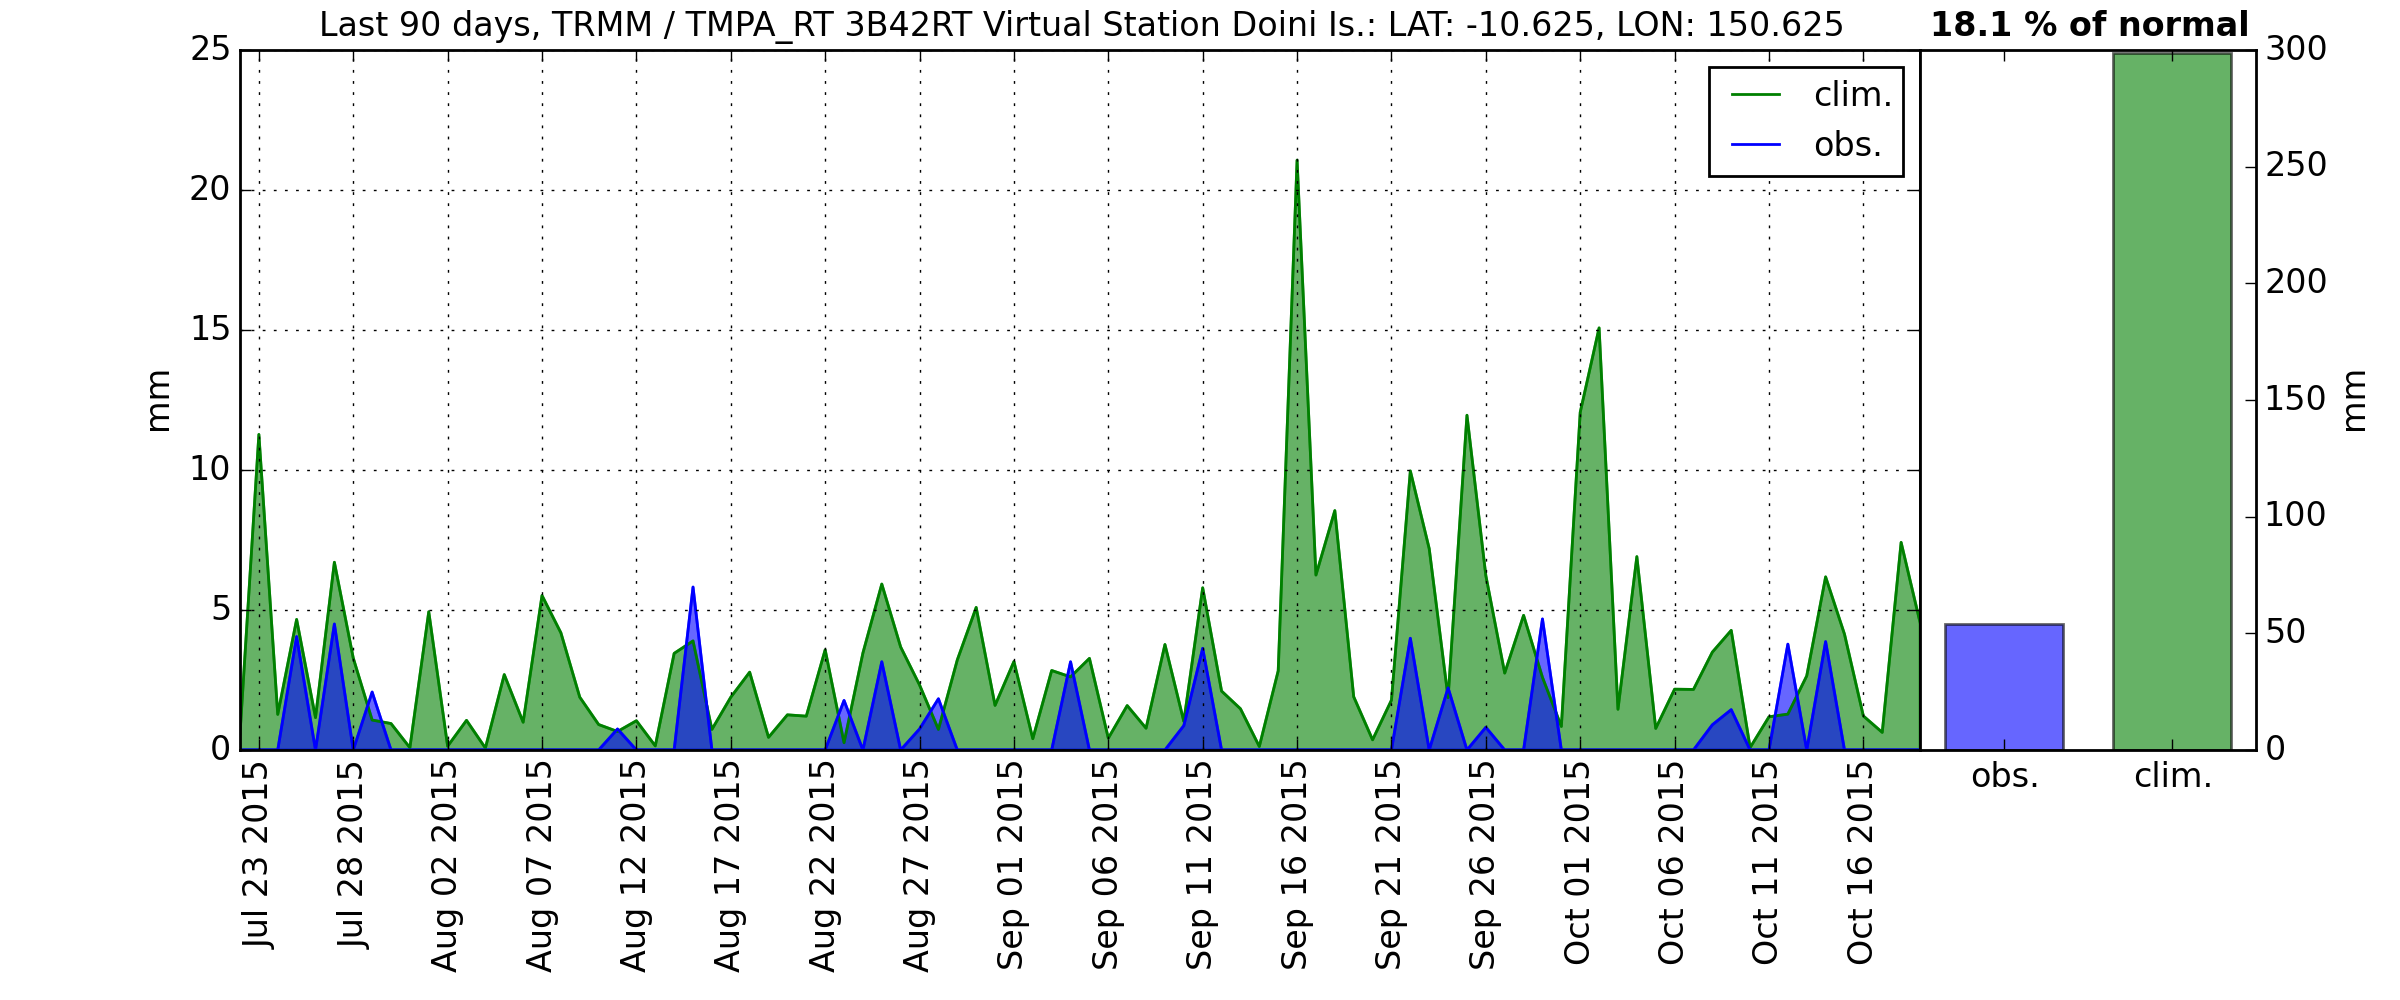 Last 90 days, TRMM / TMPA_RT 3B42RT Virtual Station Doini Is.: LAT: -10.625, LON: 150.625
18.1 % of normal
25
20
15
10
5
0
mm
clim.
obs.
300
250
200
150
100
50
0
mm
Jul 23 2015
Jul 28 2015
Aug 02 2015
Aug 07 2015
Aug 12 2015
Aug 17 2015
Aug 22 2015
Aug 27 2015
Sep 01 2015
Sep 06 2015
Sep 11 2015
Sep 16 2015
Sep 21 2015
Sep 26 2015
Oct 01 2015
Oct 06 2015
Oct 11 2015
Oct 16 2015
obs.
clim.